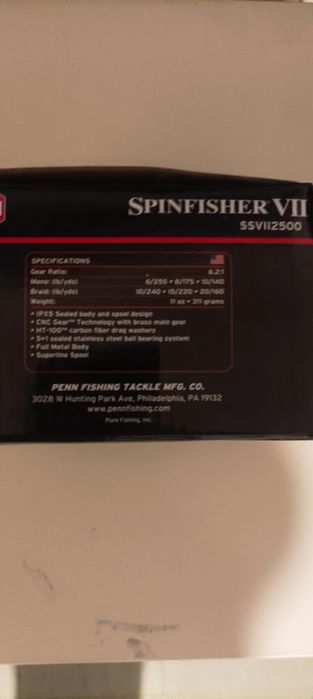 SPINFISHER VII
SSVII2500
SPECIFICATIONS
Gear Ratio: 6.2:1
Mono: (lb/yds) 6/255 • 8/175 • 10/140
Braid: (lb/yds) 10/240 • 15/220 • 20/160
Weight: 11 oz • 311 grams
• IPX5 Sealed body and spool design
• CNC Gear™ Technology with brass main gear
• HT-100™ carbon fiber drag washers
• 5+1 sealed stainless steel ball bearing system
• Full Metal Body
• Superline Spool
PENN FISHING TACKLE MFG. CO.
3028 W Hunting Park Ave, Philadelphia, PA 19132
www.pennfishing.com
Pure Fishing, Inc.